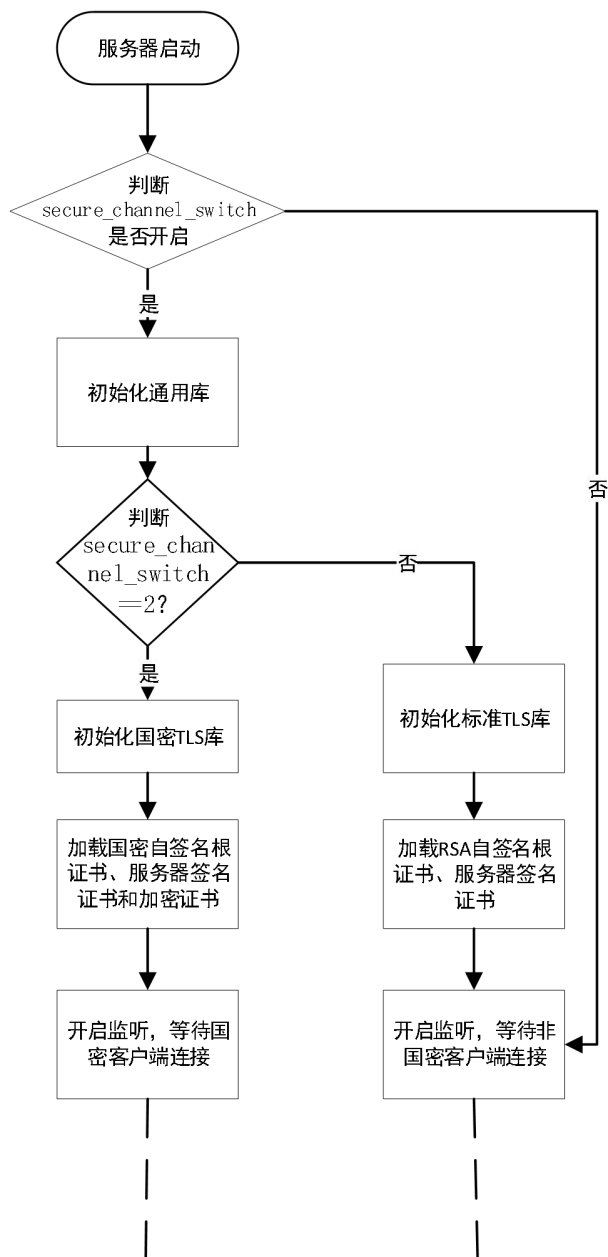 服务器启动
判断
secure_channel_switch
是否开启
是
初始化通用库
否
判断
secure_chan
nel_switch
==2?
否
是
初始化国密TLS库
初始化标准TLS库
加载国密自签名根
证书、服务器签名
证书和加密证书
加载RSA自签名根
证书、服务器签名
证书
开启监听，等待国
密客户端连接
开启监听，等待非
国密客户端连接